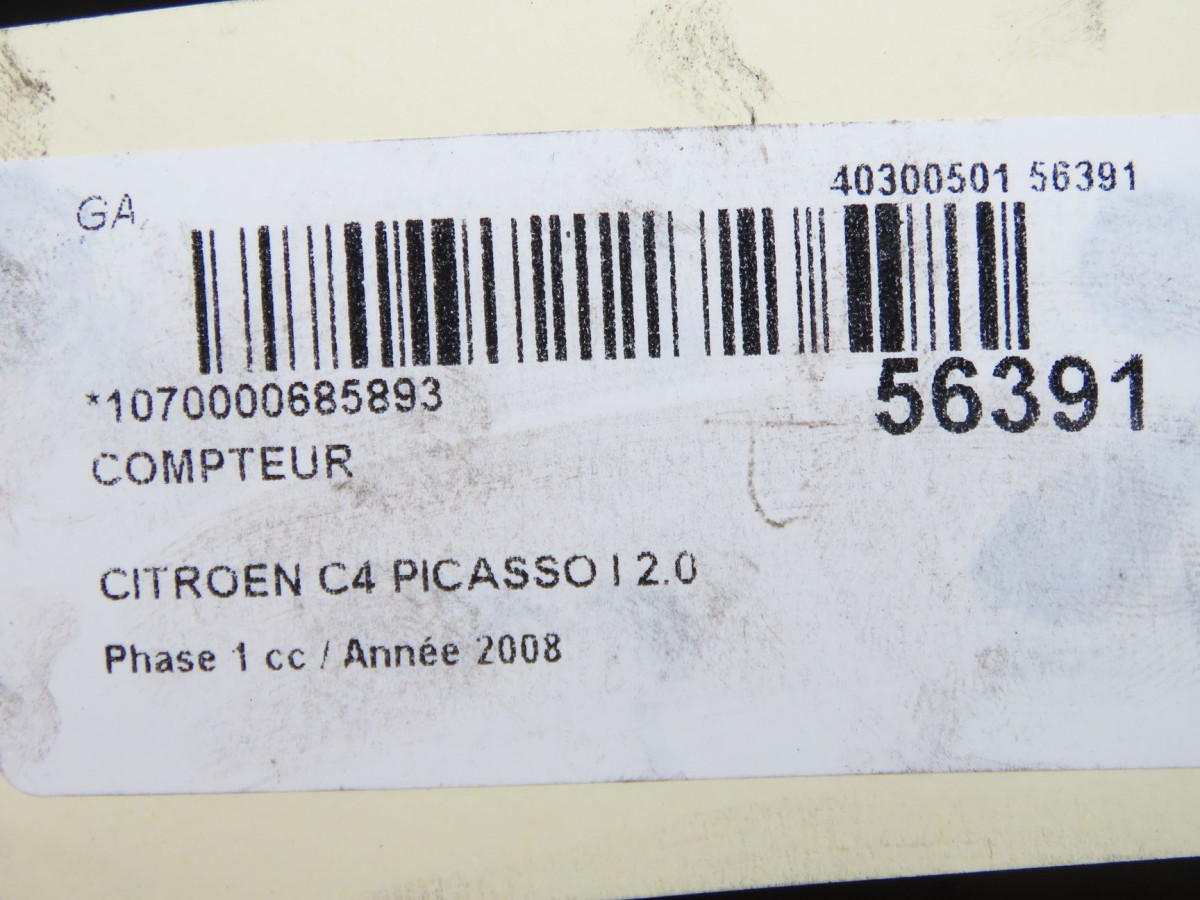 GA
40300501 56391
*1070000685893
56391
COMPTEUR
CITROEN C4 PICASSO I 2.0
Phase 1 cc / Année 2008